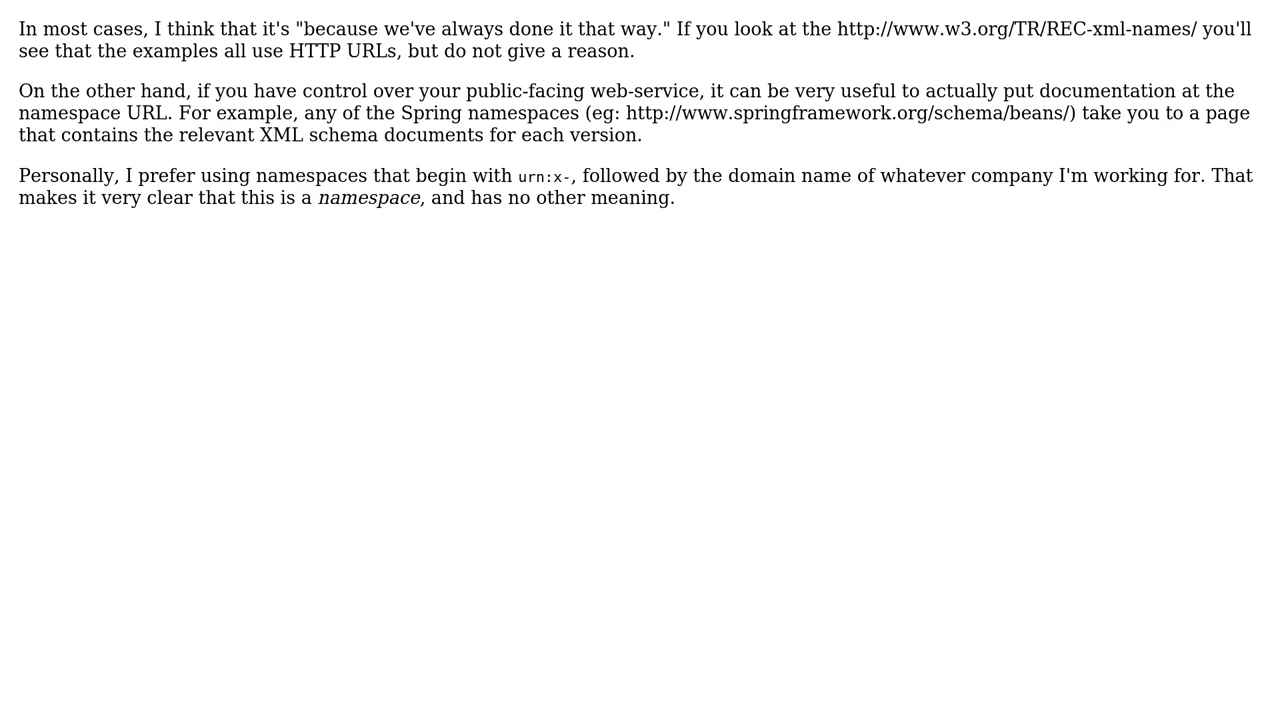 In most cases, I think that it's "because we've always done it that way." If you look at the http://www.w3.org/TR/REC-xml-names/ you'll
see that the examples all use HTTP URLs, but do not give a reason.
On the other hand, if you have control over your public-facing web-service, it can be very useful to actually put documentation at the
namespace URL. For example, any of the Spring namespaces (eg: http://www.springframework.org/schema/beans/) take you to a page
that contains the relevant XML schema documents for each version.
Personally, I prefer using namespaces that begin with urn:x-, followed by the domain name of whatever company I'm working for. That
makes it very clear that this is a namespace, and has no other meaning.